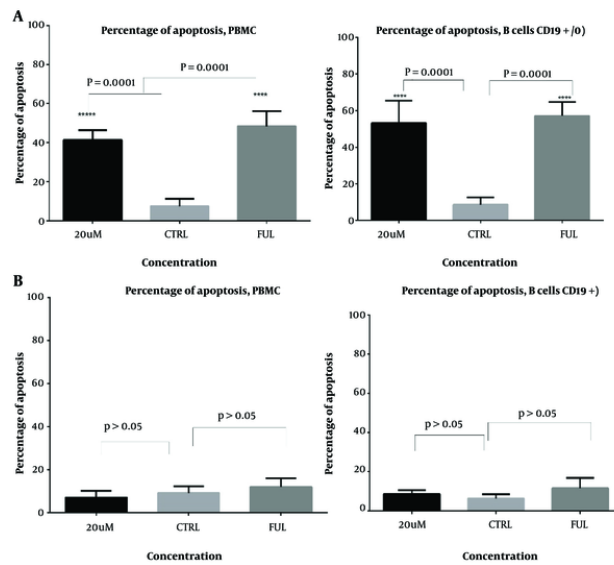 A
Percentage of apoptosis, PBMC
P = 0.0001
P = 0.0001
*****
****
Percentage of apoptosis
100
80
60
40
20
0
20uM
CTRL
FUL
Concentration
Percentage of apoptosis, B cells CD19 +/0)
P = 0.0001
P = 0.0001
****
****
Percentage of apoptosis
100
80
60
40
20
0
20uM
CTRL
FUL
Concentration
B
Percentage of apoptosis, PBMC
p > 0.05
p > 0.05
Percentage of apoptosis
100
80
60
40
20
0
20uM
CTRL
FUL
Concentration
Percentage of apoptosis, B cells CD19 +)
p > 0.05
p > 0.05
Percentage of apoptosis
100
80
60
40
20
0
20uM
CTRL
FUL
Concentration